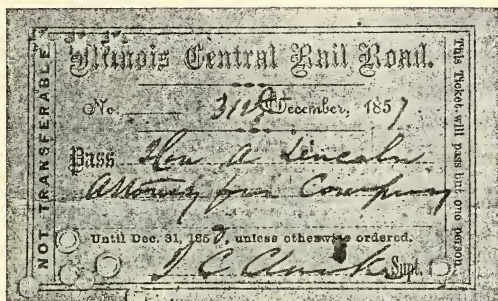 Illinois Central Rail Road.
No. 31st December, 1857
Pass Hon A Lincoln
Attorney for Company
Until Dec. 31, 1858, unless otherwise ordered.
Supt.
NOT TRANSFERABLE
This Ticket will pass but one person